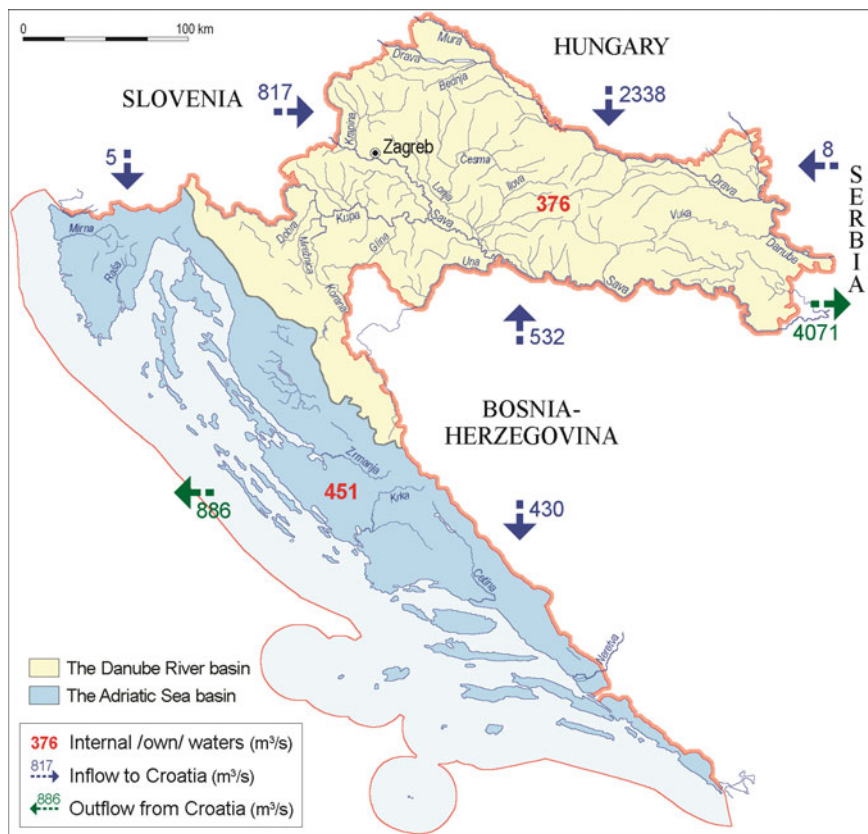 0 100 km
HUNGARY
SLOVENIA
817
2338
5
8
SERBIA
Mura
Drava
Bednja
Krapina
Zagreb
Česma
Ilova
Lonja
Sava
376
Drava
Vuka
Danube
Kupa
Dobra
Mrežnica
Glina
Korana
Una
Sava
Mirna
Raša
532
4071
BOSNIA-
HERZEGOVINA
Zrmanja
451
Krka
886
430
Cetina
Neretva
The Danube River basin
The Adriatic Sea basin
376 Internal /own/ waters (m³/s)
817 Inflow to Croatia (m³/s)
886 Outflow from Croatia (m³/s)